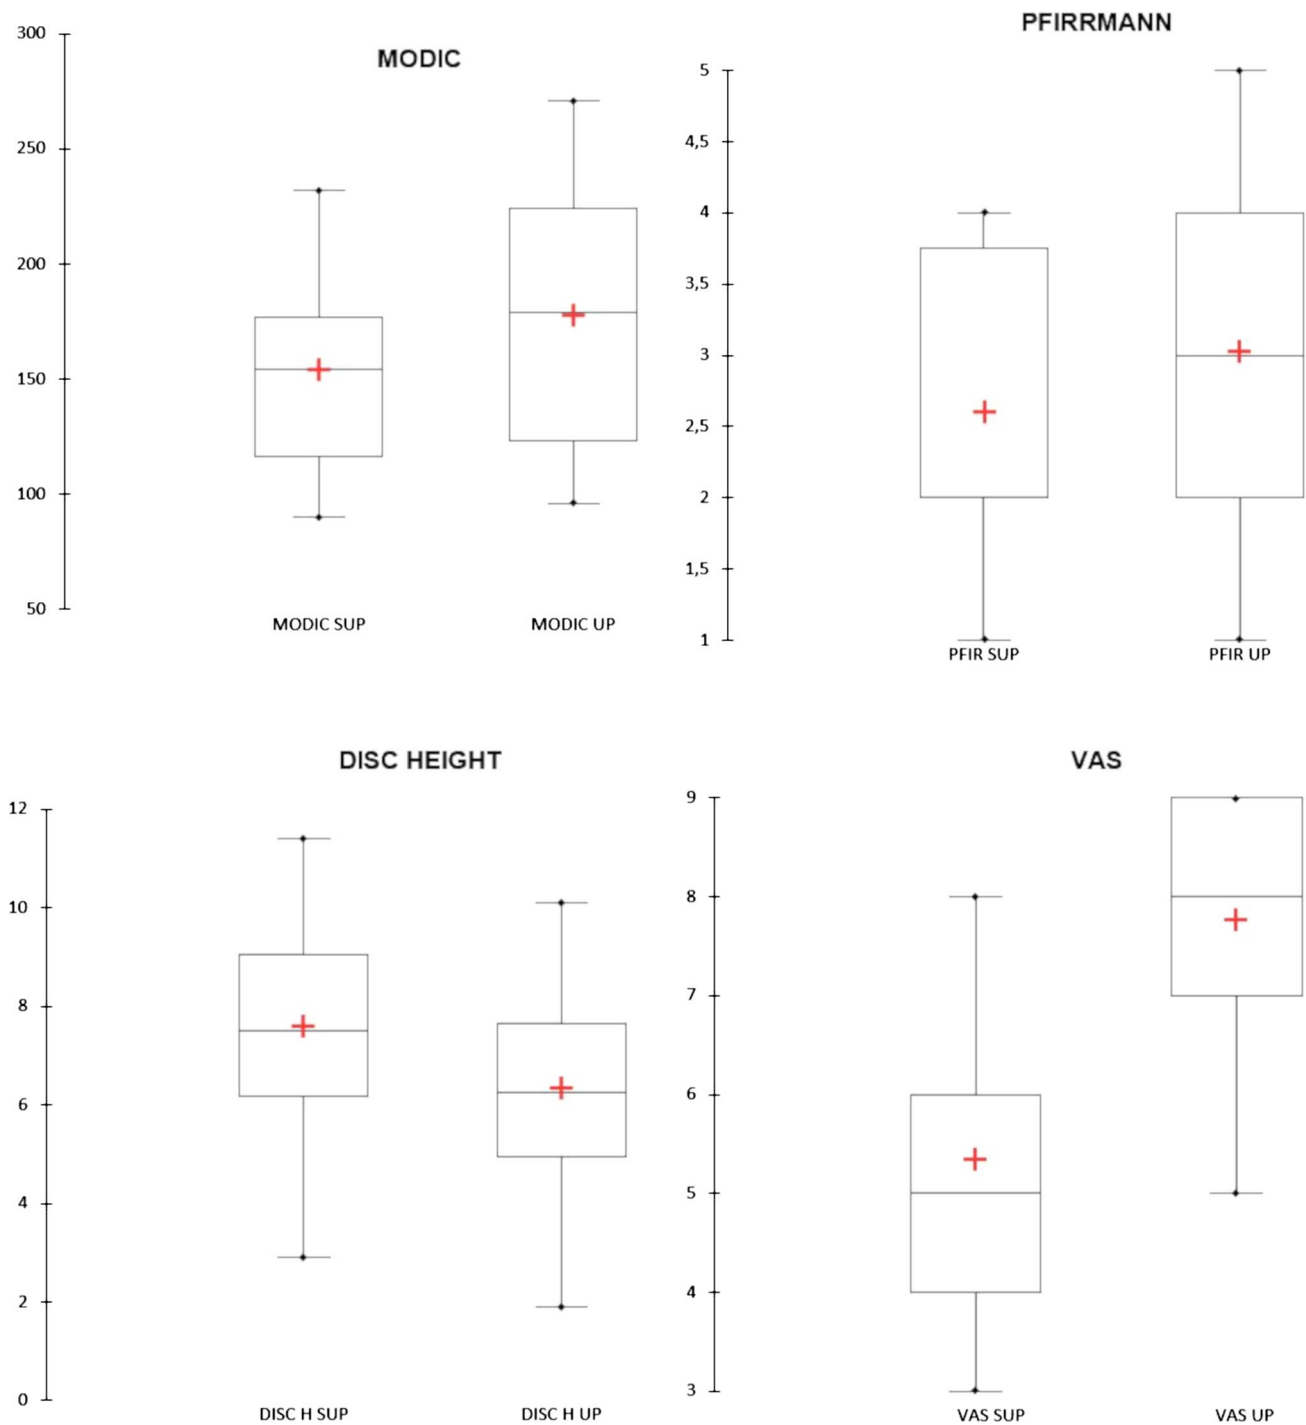 MODIC
300
250
200
150
100
50
MODIC SUP
MODIC UP
PFIRRMANN
5
4,5
4
3,5
3
2,5
2
1,5
1
PFIR SUP
PFIR UP
DISC HEIGHT
12
10
8
6
4
2
0
DISC H SUP
DISC H UP
VAS
9
8
7
6
5
4
3
VAS SUP
VAS UP